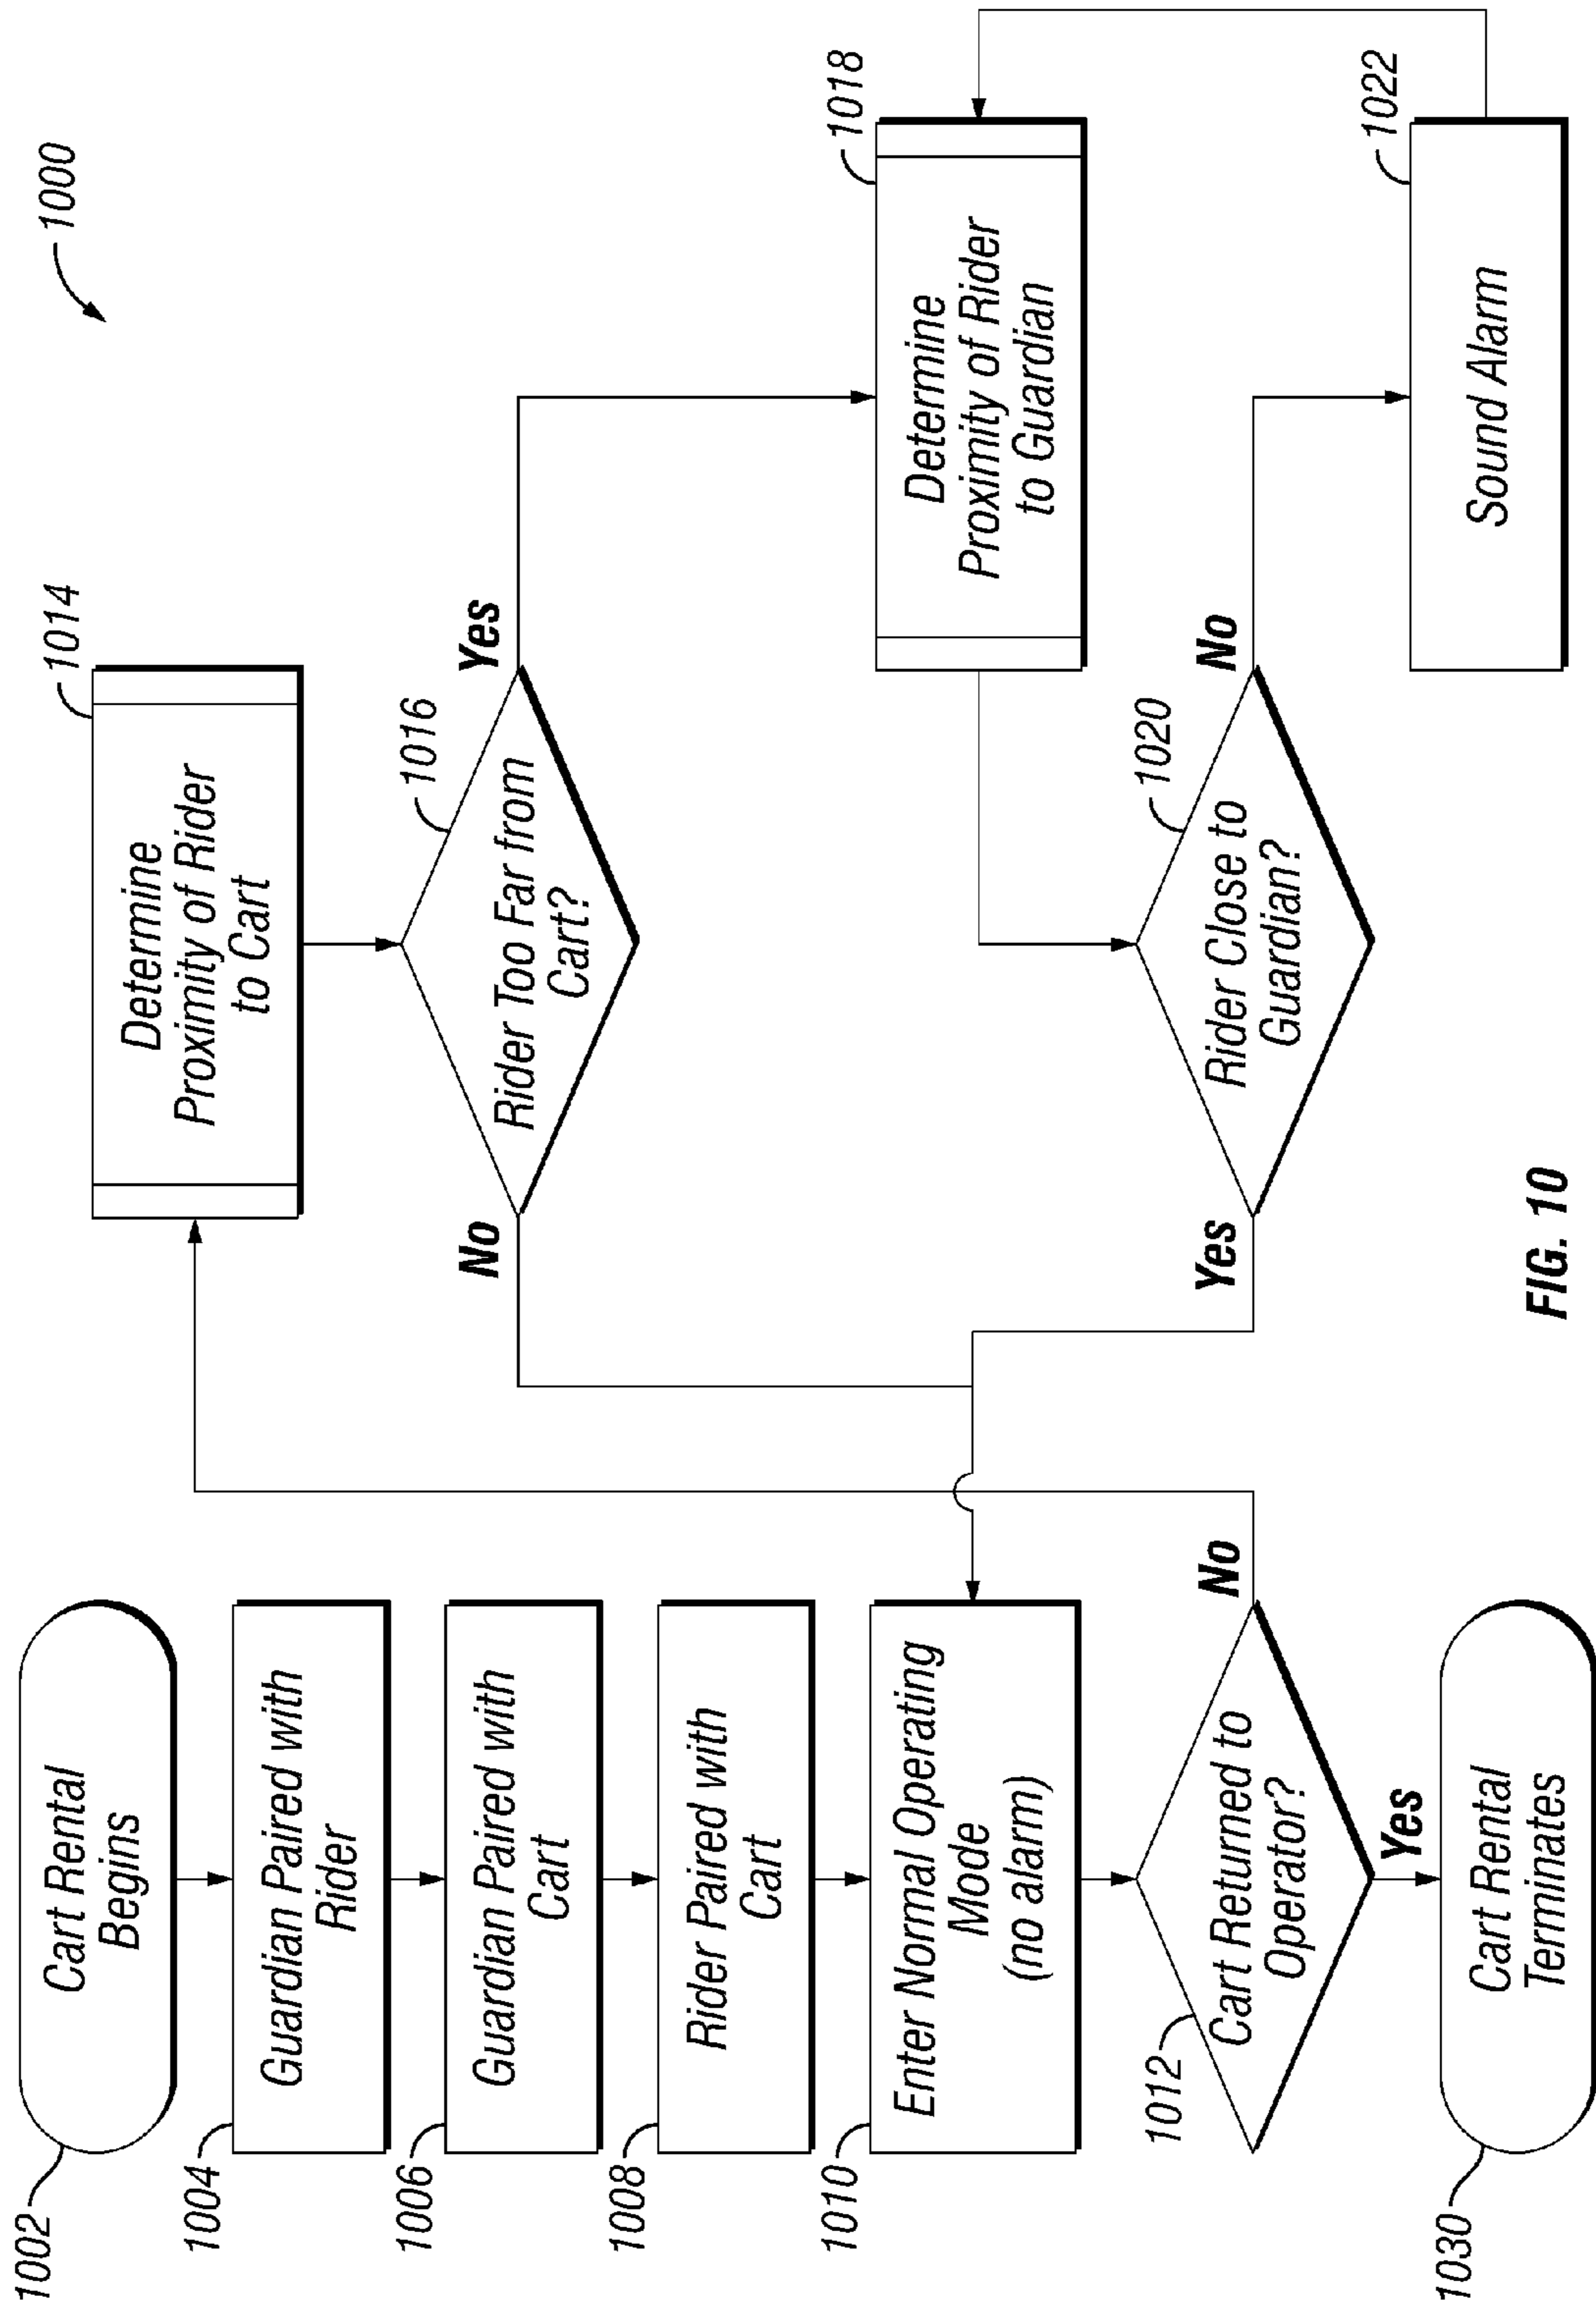 1000
1002
Cart Rental
Begins
1004
Guardian Paired with
Rider
1006
Guardian Paired with
Cart
1008
Rider Paired with
Cart
1010
Enter Normal Operating
Mode
(no alarm)
1012
Cart Returned to
Operator?
No
Yes
1030
Cart Rental
Terminates
1014
Determine
Proximity of Rider
to Cart
1016
Rider Too Far from
Cart?
No
Yes
1018
Determine
Proximity of Rider
to Guardian
1020
Rider Close to
Guardian?
Yes
No
1022
Sound Alarm
FIG. 10